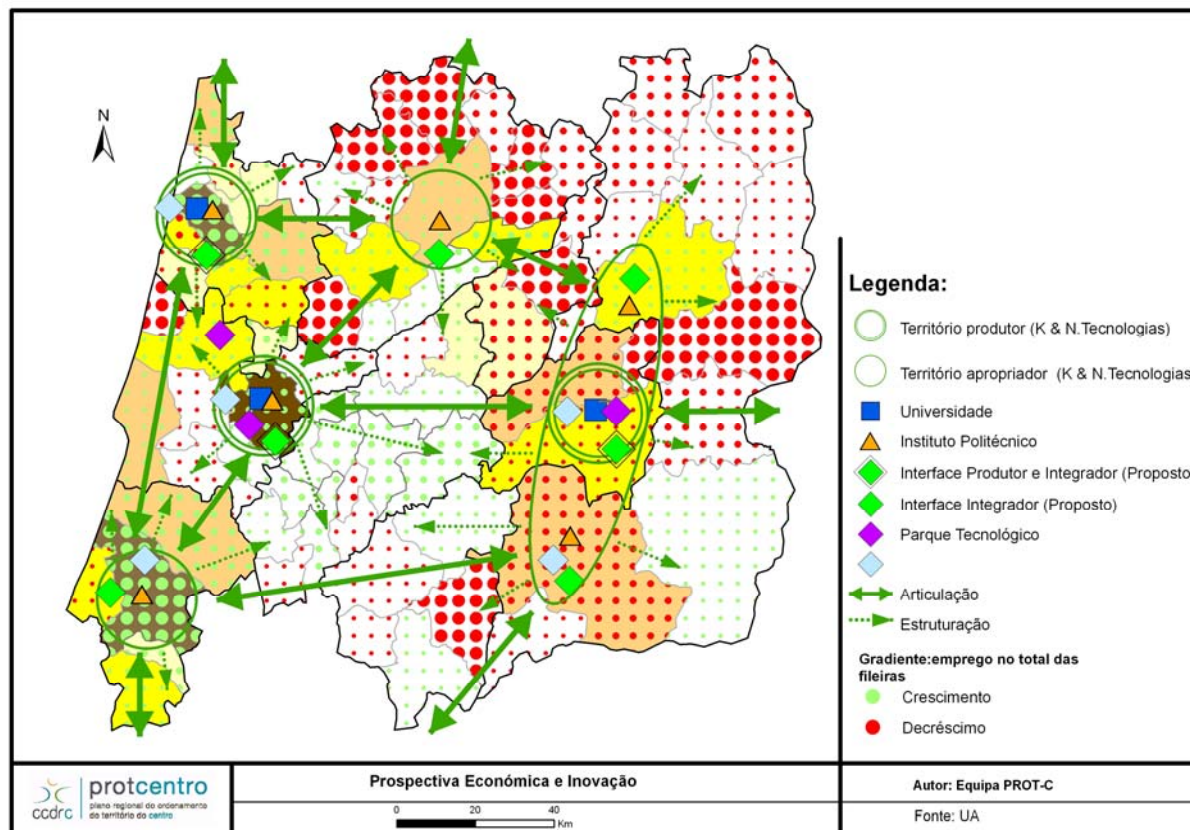 N
Legenda:
Território produtor (K & N.Tecnologias)
Território apropriador (K & N.Tecnologias
Universidade
Instituto Politécnico
Interface Produtor e Integrador (Proposto
Interface Integrador (Proposto)
Parque Tecnológico
Articulação
Estruturação
Gradiente:emprego no total das
fileiras
Crescimento
Decréscimo
ccdrc
protcentro
plano regional do ordenamento
do território do centro
Prospectiva Económica e Inovação
0 20 40
Km
Autor: Equipa PROT-C
Fonte: UA